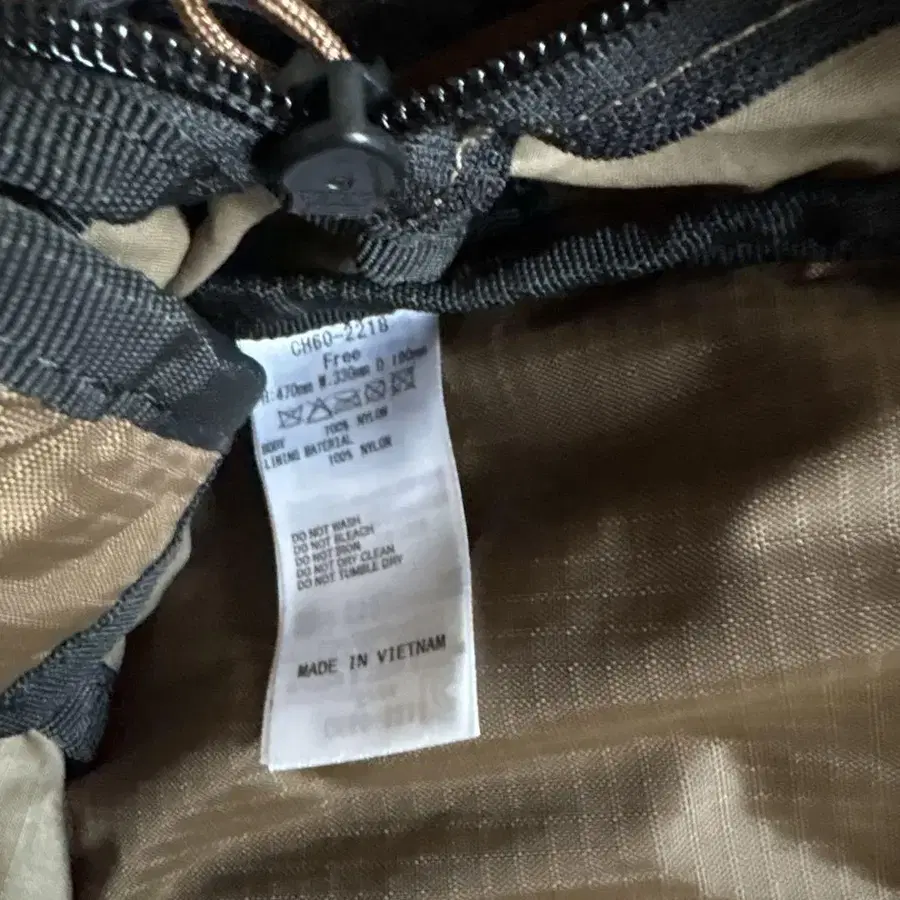 CH60-2218
Free
H:470mm W.330mm D 190mm
BODY 100% NYLON
LINING MATERIAL
100% NYLON
DO NOT WASH
DO NOT BLEACH
DO NOT IRON
DO NOT DRY CLEAN
DO NOT TUMBLE DRY
MADE IN VIETNAM